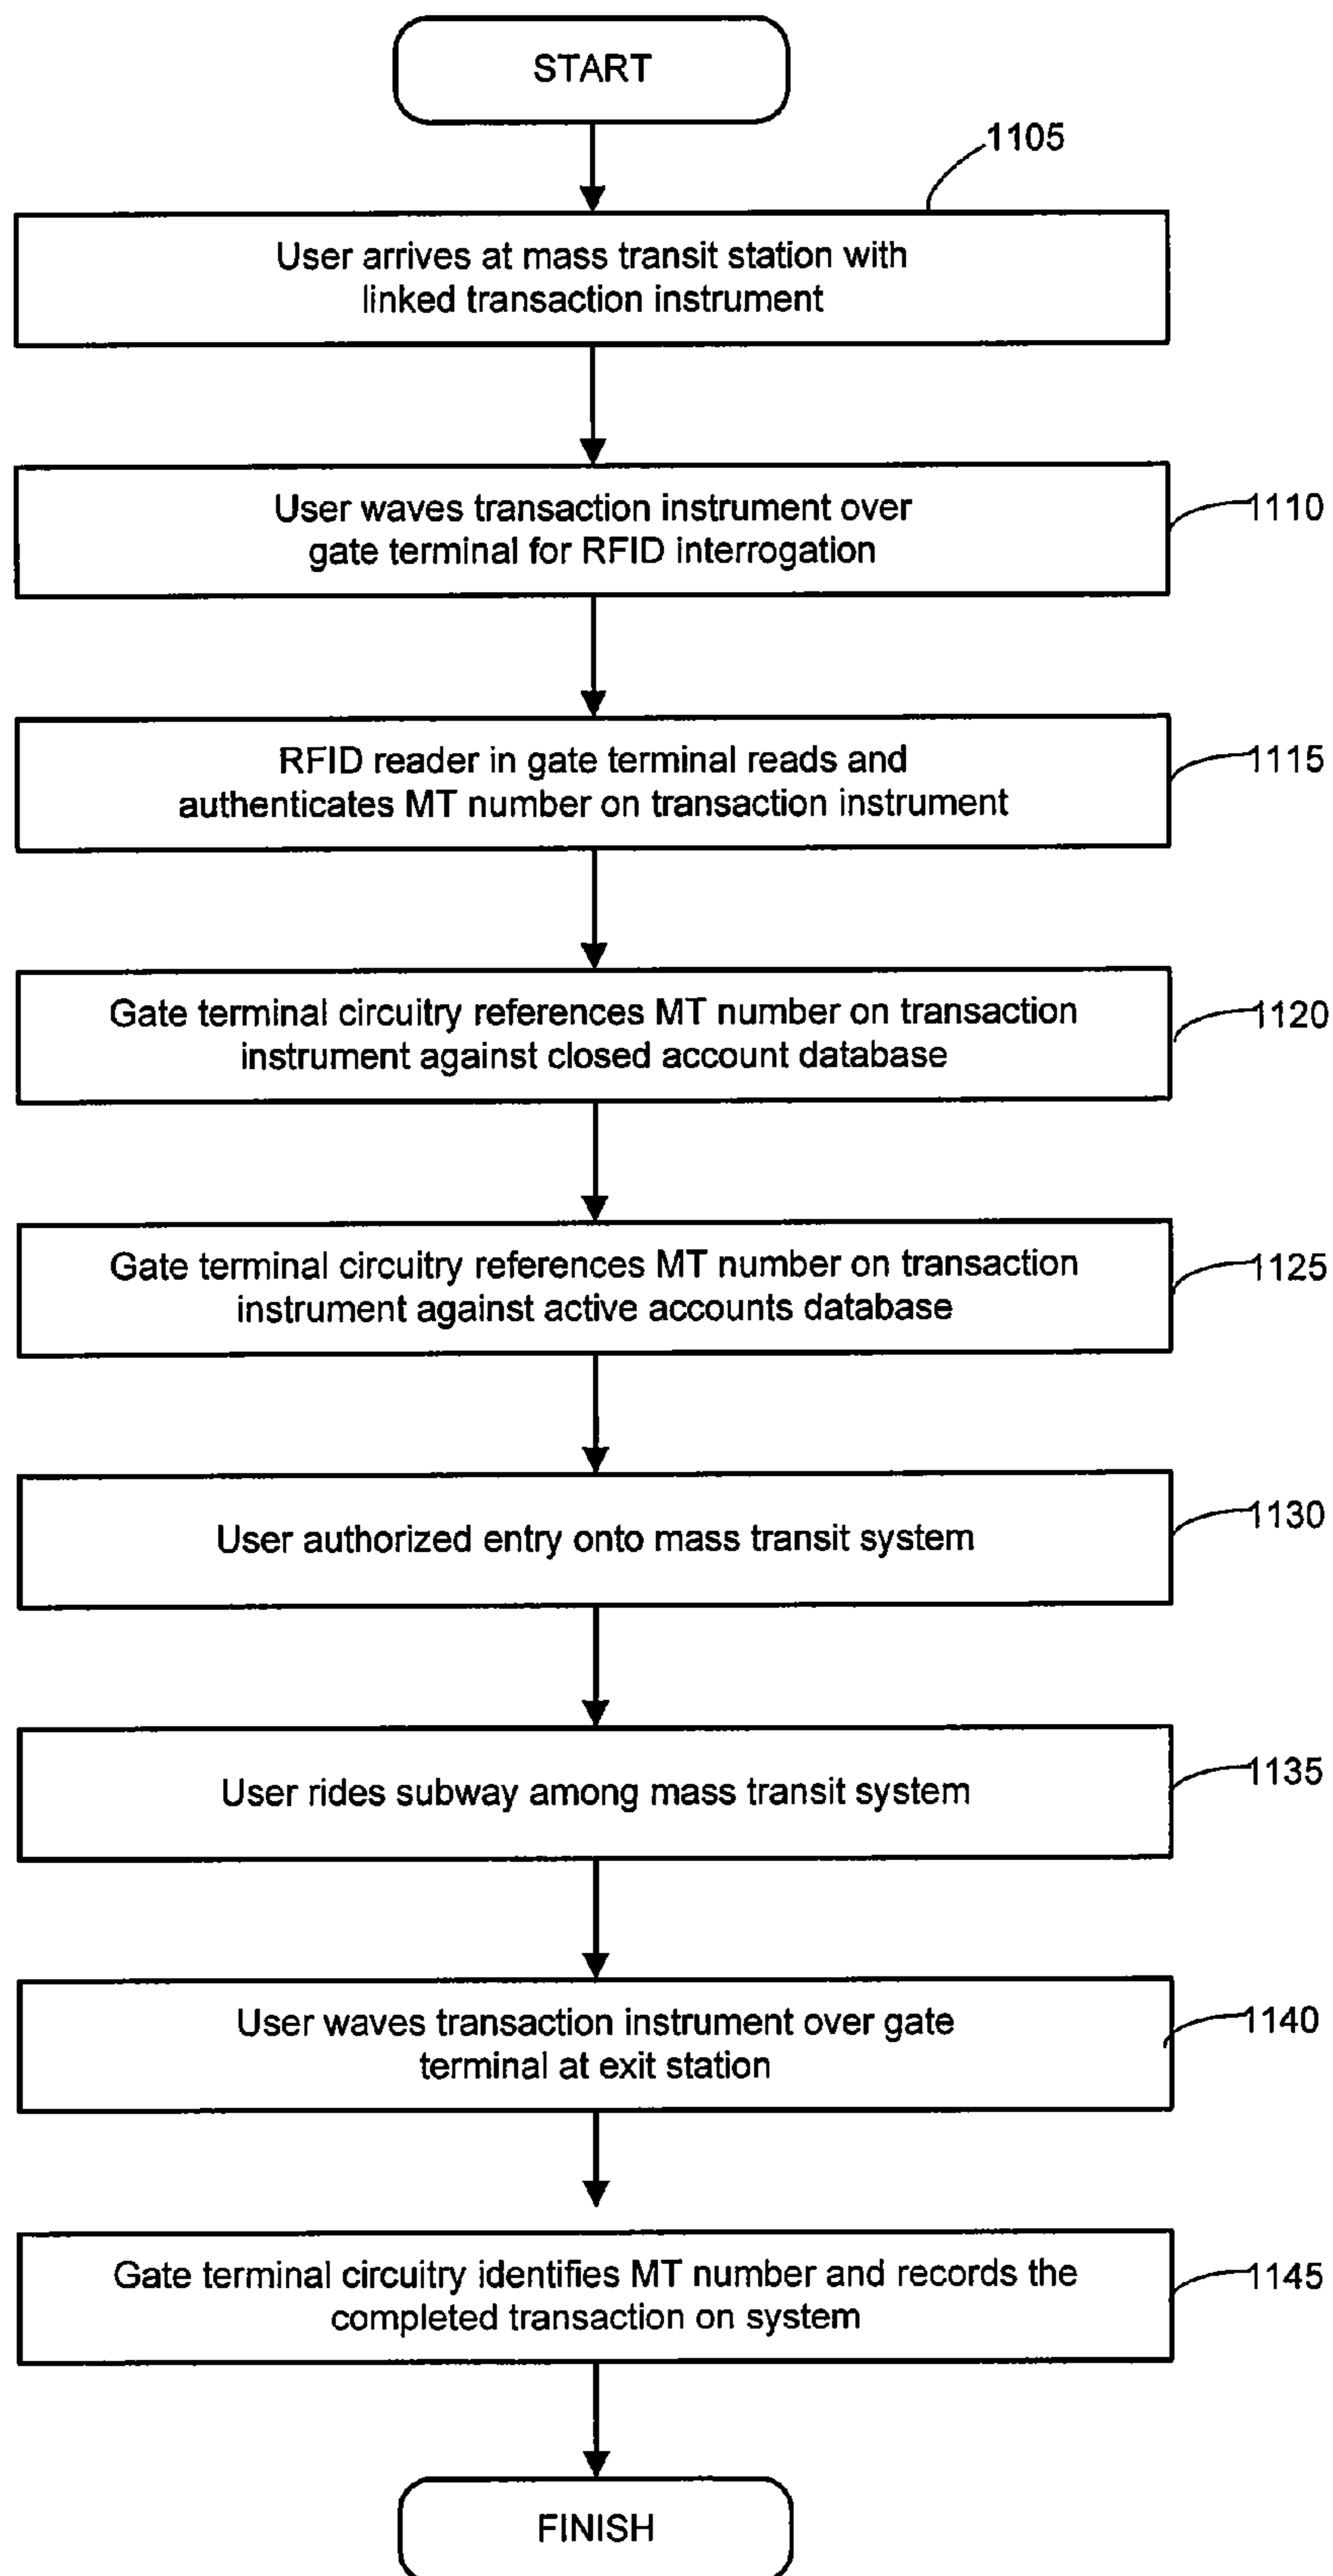 START
1105
User arrives at mass transit station with
linked transaction instrument
User waves transaction instrument over
gate terminal for RFID interrogation
1110
RFID reader in gate terminal reads and
authenticates MT number on transaction instrument
1115
Gate terminal circuitry references MT number on transaction
instrument against closed account database
1120
Gate terminal circuitry references MT number on transaction
instrument against active accounts database
1125
User authorized entry onto mass transit system
1130
User rides subway among mass transit system
1135
User waves transaction instrument over gate
terminal at exit station
1140
Gate terminal circuitry identifies MT number and records the
completed transaction on system
1145
FINISH